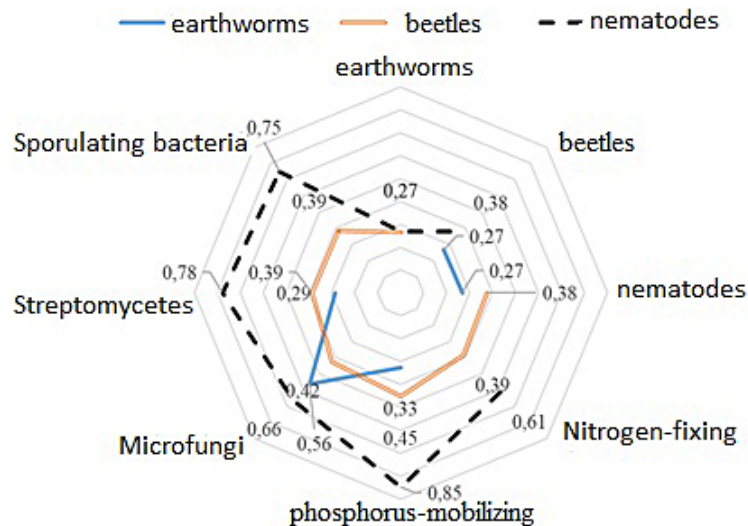 earthworms beetles nematodes
earthworms
Sporulating bacteria 0,75 beetles
0,39 0,27 0,38
0,27
0,78 0,39 0,27
Streptomycetes 0,29 0,38 nematodes
0,42 0,39
Microfungi 0,66 0,56 0,33 0,61 Nitrogen-fixing
0,45
0,85
phosphorus-mobilizing